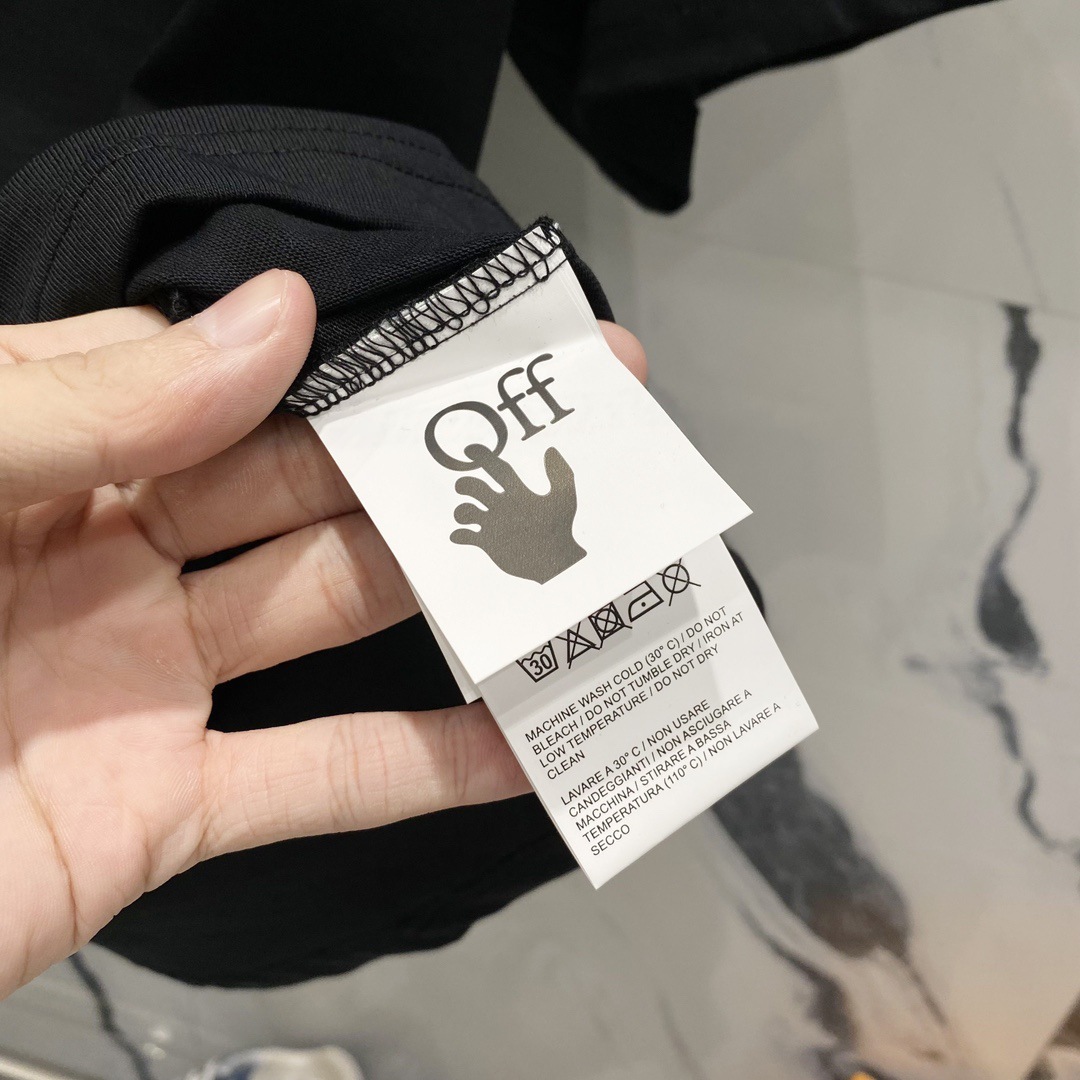 Off
30
MACHINE WASH COLD (30° C) / DO NOT
BLEACH / DO NOT TUMBLE DRY / IRON AT
LOW TEMPERATURE / DO NOT DRY
CLEAN
LAVARE A 30° C / NON USARE
CANDEGGIANTI / NON ASCIUGARE A
MACCHINA / STIRARE A BASSA
TEMPERATURA (110° C) / NON LAVARE A
SECCO